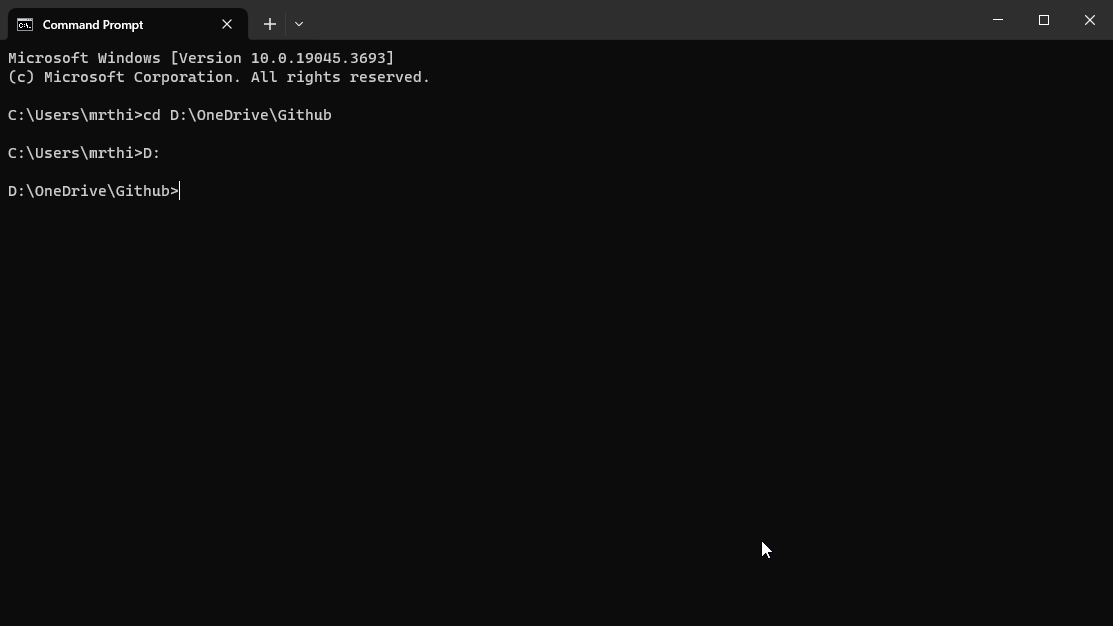 Command Prompt
Microsoft Windows [Version 10.0.19045.3693]
(c) Microsoft Corporation. All rights reserved.
C:\Users\mrthi>cd D:\OneDrive\Github
C:\Users\mrthi>D:
D:\OneDrive\Github>